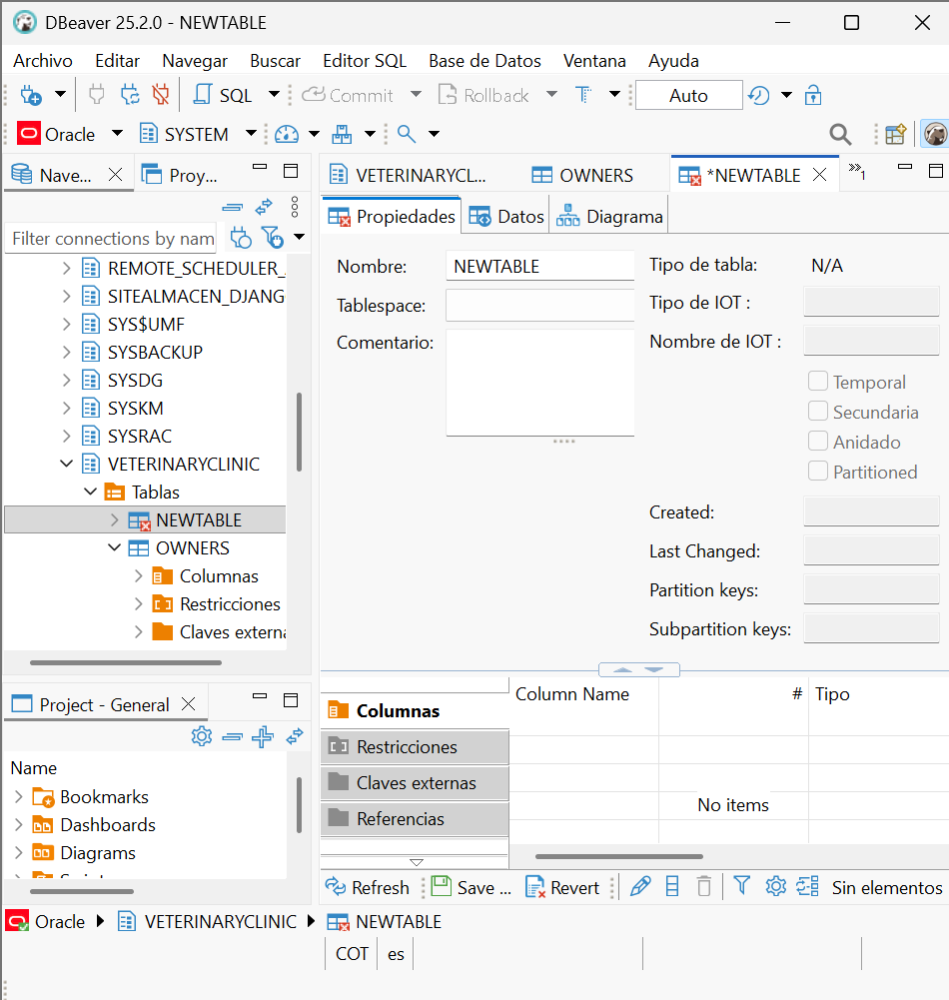 DBeaver 25.2.0 - NEWTABLE
Archivo Editar Navegar Buscar Editor SQL Base de Datos Ventana Ayuda
SQL Commit Rollback T Auto
Oracle SYSTEM
Nave... Proy...
VETERINARYCL... OWNERS *NEWTABLE »1
Filter connections by nam
REMOTE_SCHEDULER_
SITEALMACEN_DJANG
SYS$UMF
SYSBACKUP
SYSDG
SYSKM
SYSRAC
VETERINARYCLINIC
Tablas
NEWTABLE
OWNERS
Columnas
Restricciones
Claves externa
Propiedades Datos Diagrama
Nombre: NEWTABLE
Tablespace:
Comentario:
Tipo de tabla: N/A
Tipo de IOT :
Nombre de IOT :
Temporal
Secundaria
Anidado
Partitioned
Created:
Last Changed:
Partition keys:
Subpartition keys:
Project - General
Name
Bookmarks
Dashboards
Diagrams
Columnas
Restricciones
Claves externas
Referencias
Column Name # Tipo
No items
Refresh Save ... Revert Sin elementos
Oracle VETERINARYCLINIC NEWTABLE
COT es